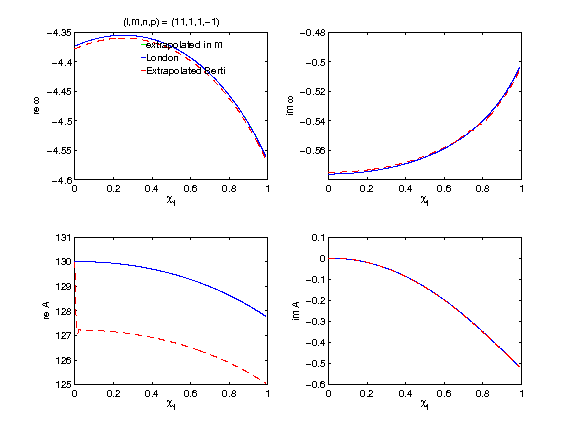 (l,m,n,p) = (11,1,1,−1)
−4.35
−4.4
−4.45
−4.5
−4.55
−4.6
re ω
0 0.2 0.4 0.6 0.8 1
χf
extrapolated in m
London
Extrapolated Berti
−0.48
−0.5
−0.52
−0.54
−0.56
im ω
0 0.2 0.4 0.6 0.8 1
χf
131
130
129
128
127
126
125
re A
0 0.2 0.4 0.6 0.8 1
χf
0.1
0
−0.1
−0.2
−0.3
−0.4
−0.5
−0.6
im A
0 0.2 0.4 0.6 0.8 1
χf